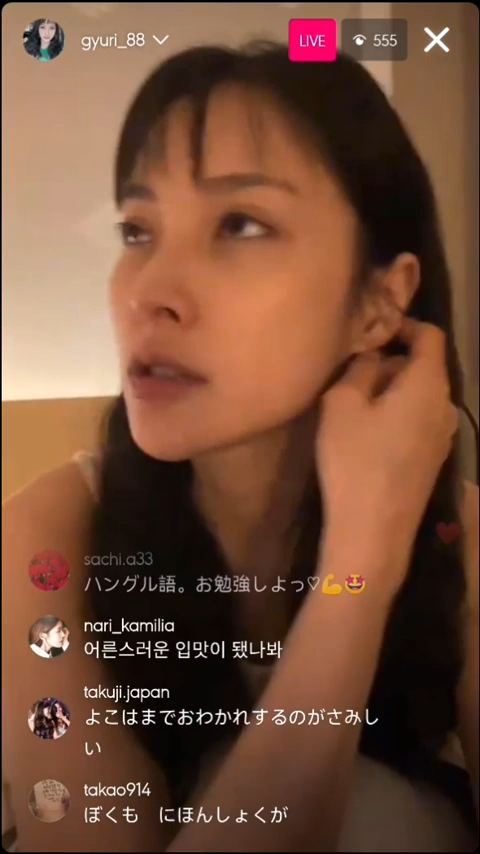 gyuri_88
LIVE
555
sachi.a33
ハングル語。お勉強しよっ♡💪🤩
nari_kamilia
어른스러운 입맛이 됐나봐
takuji.japan
よこはまでおわかれするのがさみし
い
takao914
ぼくも　にほんしょくが